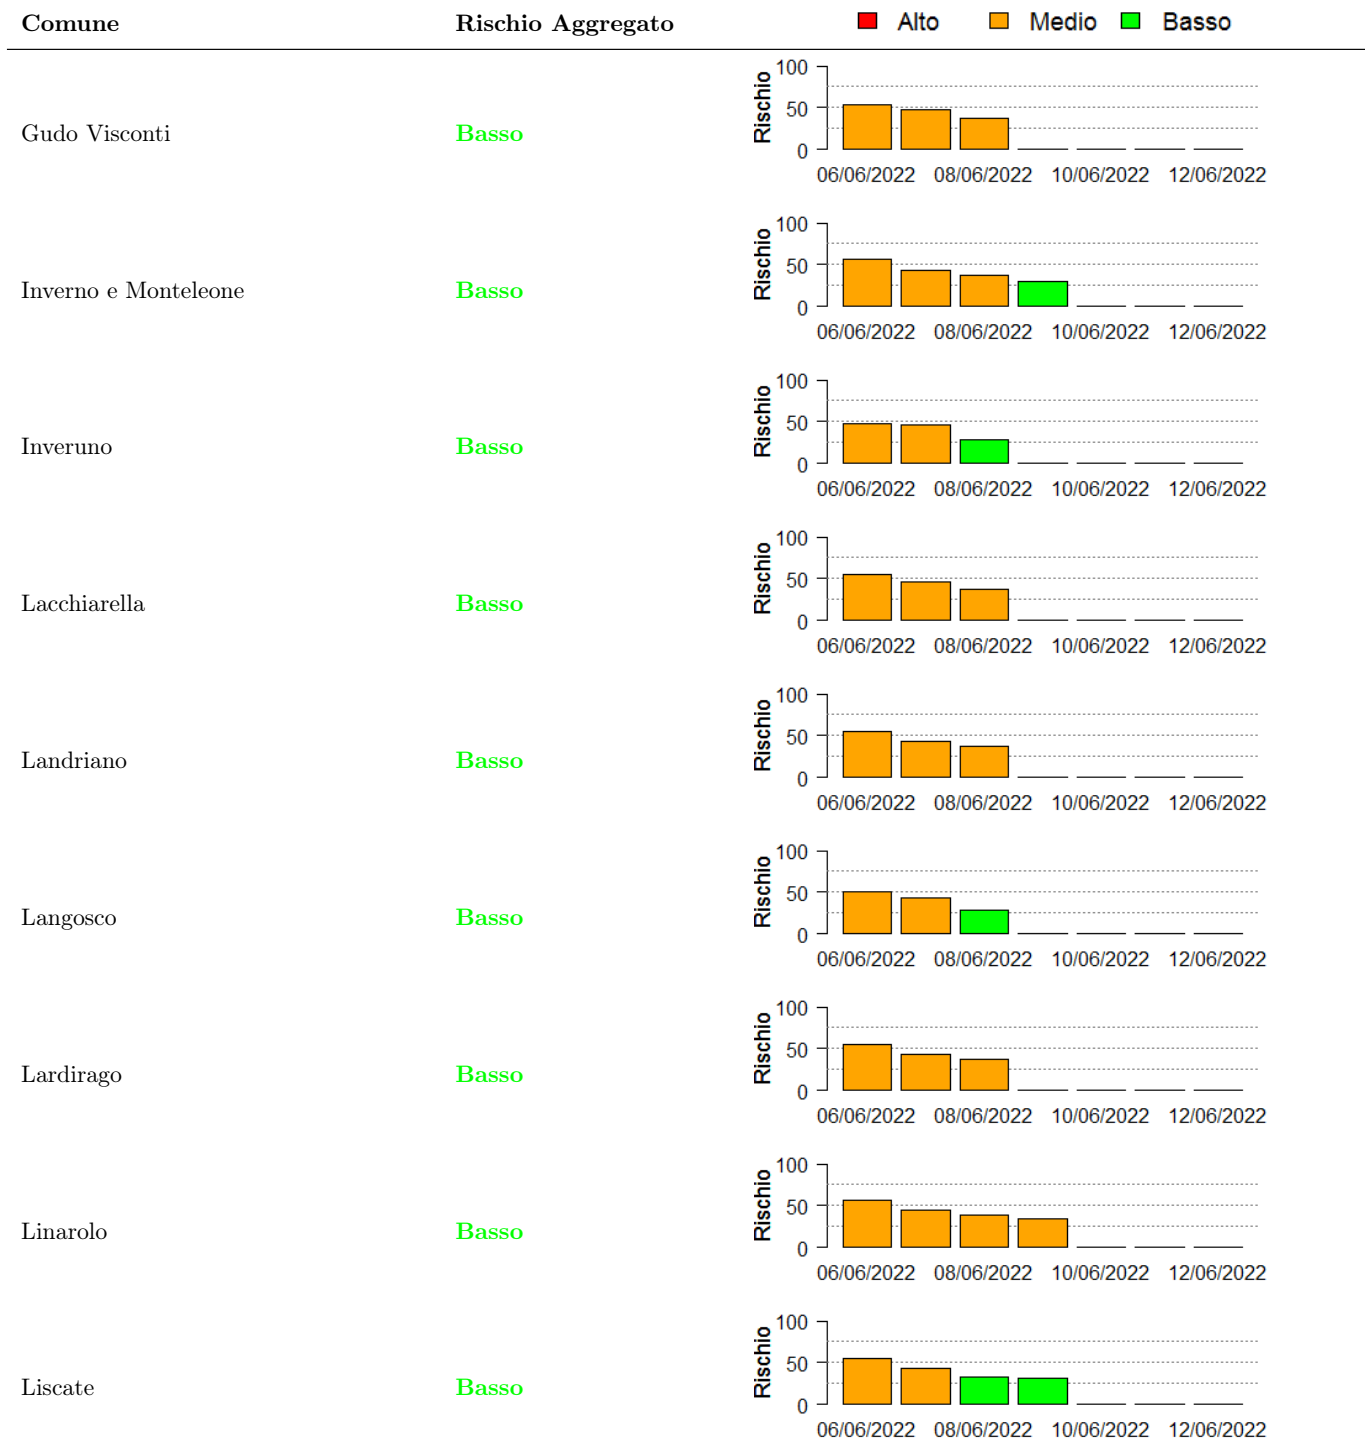 Comune Rischio Aggregato Alto Medio Basso
Gudo Visconti Basso
Rischio
100
50
0
06/06/2022 08/06/2022 10/06/2022 12/06/2022
Inverno e Monteleone Basso
Rischio
100
50
0
06/06/2022 08/06/2022 10/06/2022 12/06/2022
Inveruno Basso
Rischio
100
50
0
06/06/2022 08/06/2022 10/06/2022 12/06/2022
Lacchiarella Basso
Rischio
100
50
0
06/06/2022 08/06/2022 10/06/2022 12/06/2022
Landriano Basso
Rischio
100
50
0
06/06/2022 08/06/2022 10/06/2022 12/06/2022
Langosco Basso
Rischio
100
50
0
06/06/2022 08/06/2022 10/06/2022 12/06/2022
Lardirago Basso
Rischio
100
50
0
06/06/2022 08/06/2022 10/06/2022 12/06/2022
Linarolo Basso
Rischio
100
50
0
06/06/2022 08/06/2022 10/06/2022 12/06/2022
Liscate Basso
Rischio
100
50
0
06/06/2022 08/06/2022 10/06/2022 12/06/2022